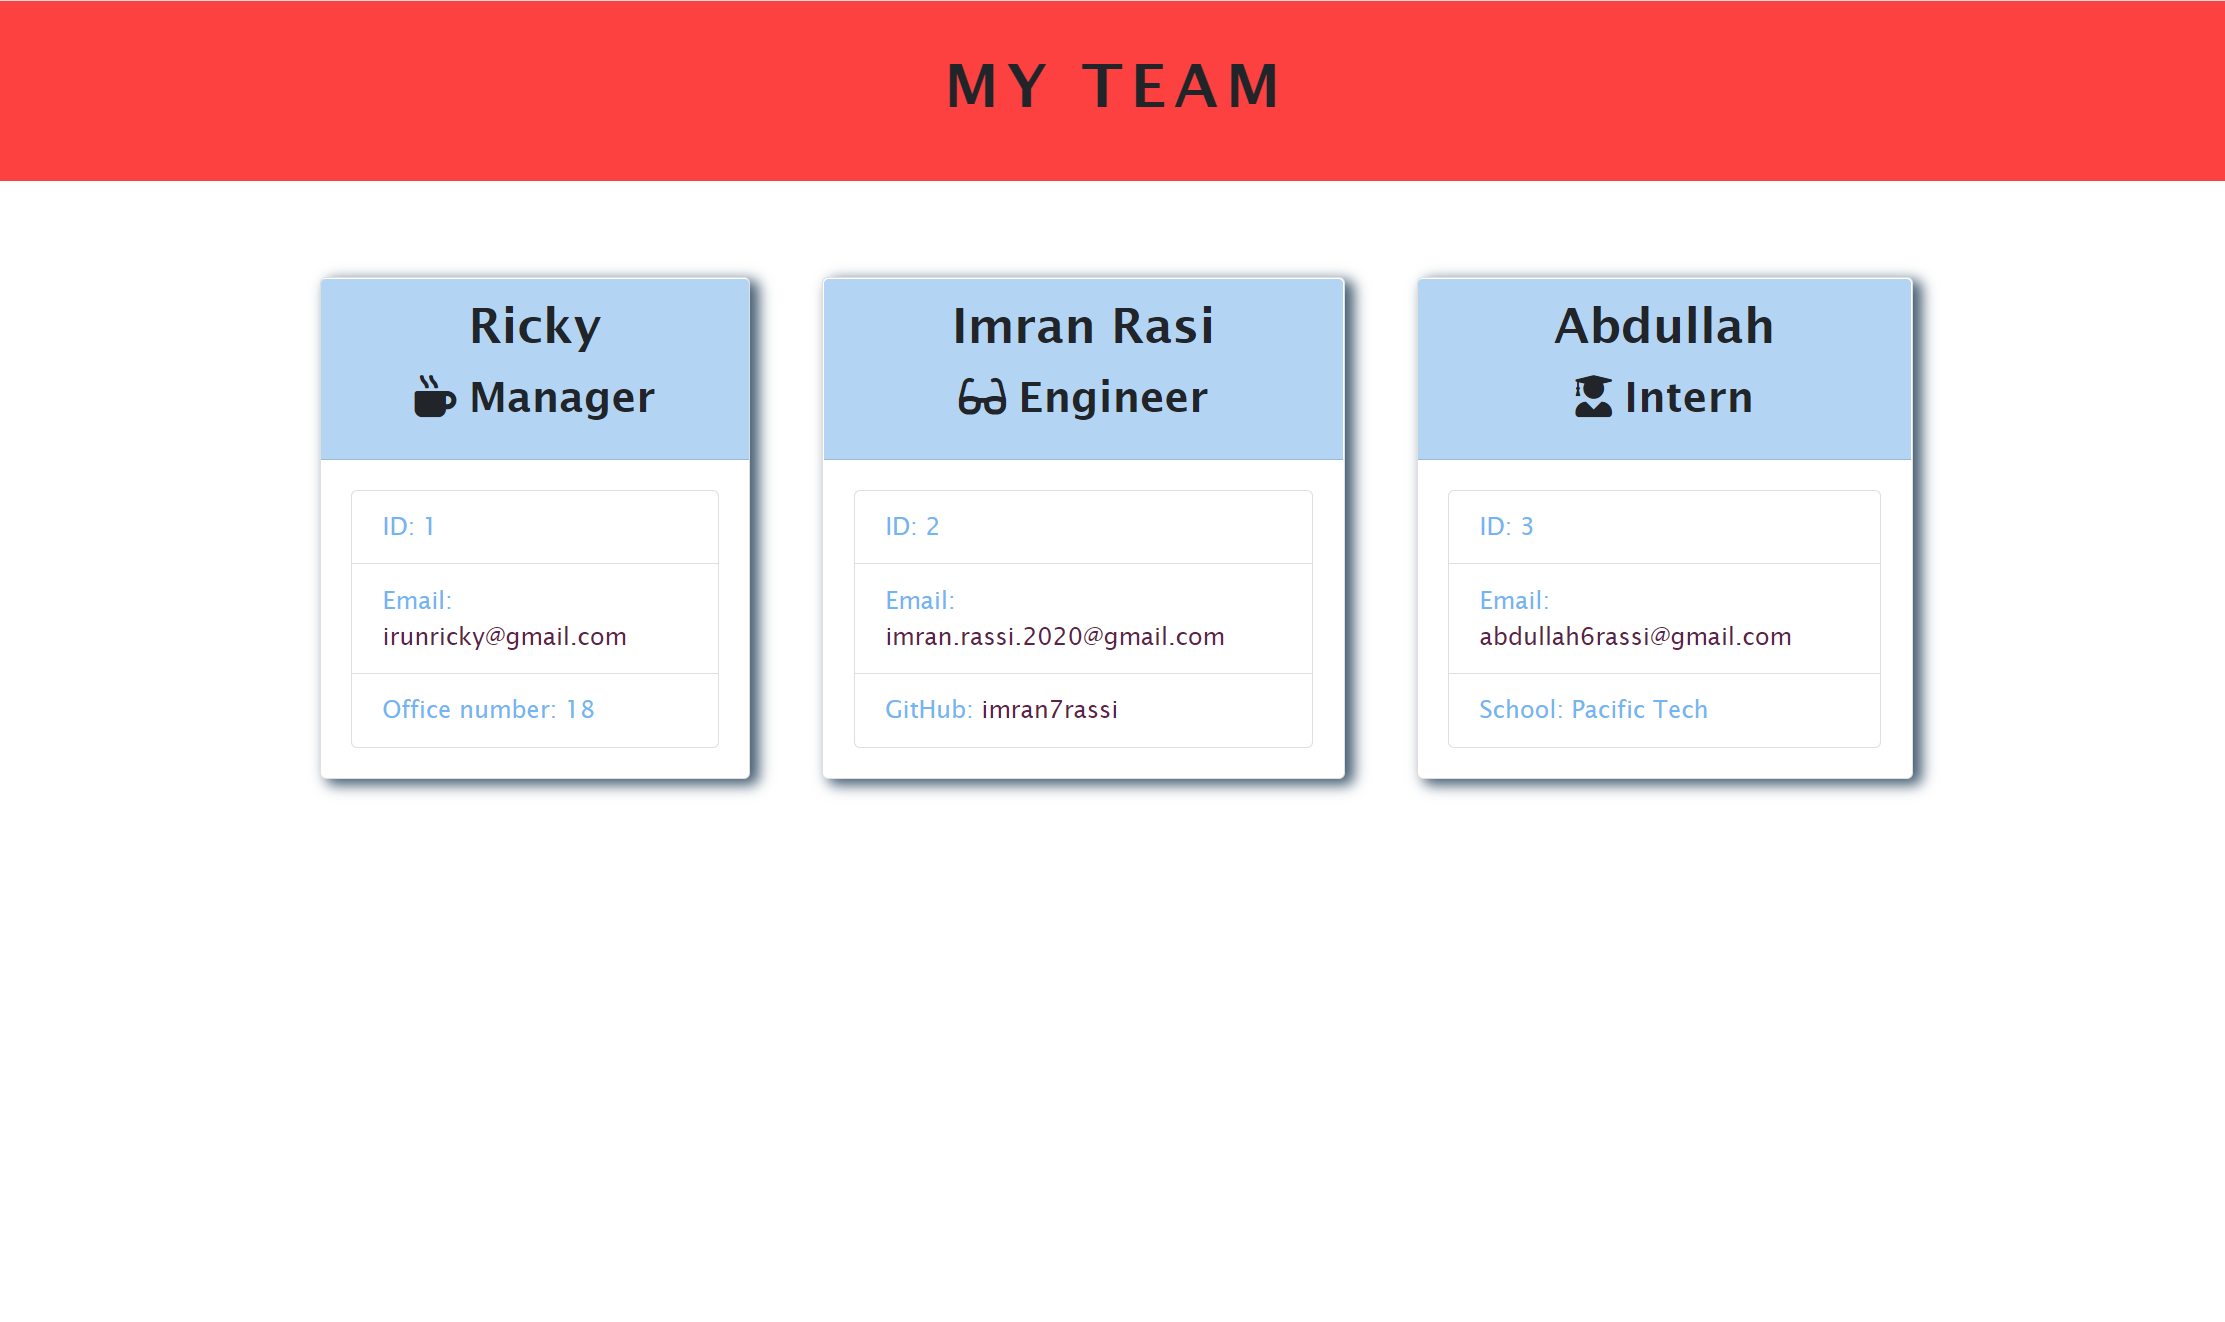 MY TEAM
Ricky
Manager
ID: 1
Email:
irunricky@gmail.com
Office number: 18
Imran Rasi
Engineer
ID: 2
Email:
imran.rassi.2020@gmail.com
GitHub: imran7rassi
Abdullah
Intern
ID: 3
Email:
abdullah6rassi@gmail.com
School: Pacific Tech